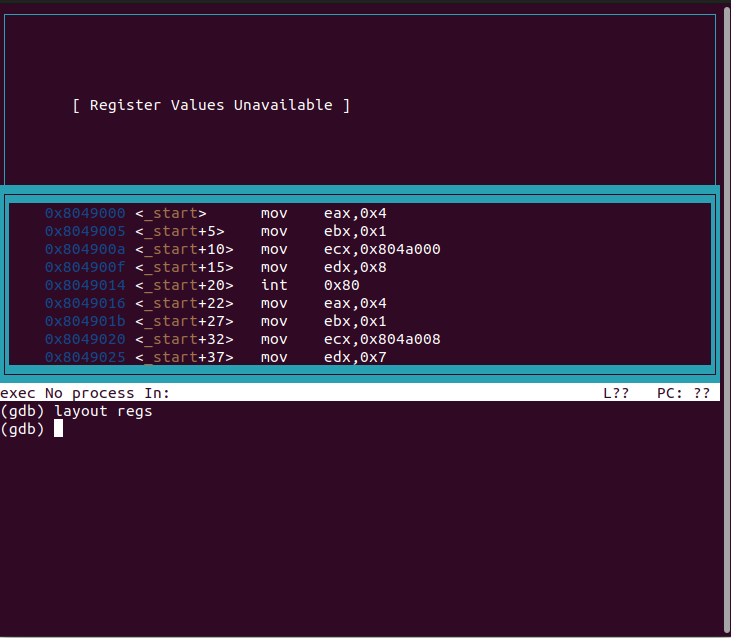 [ Register Values Unavailable ]
0x8049000 <_start> mov eax,0x4
0x8049005 <_start+5> mov ebx,0x1
0x804900a <_start+10> mov ecx,0x804a000
0x804900f <_start+15> mov edx,0x8
0x8049014 <_start+20> int 0x80
0x8049016 <_start+22> mov eax,0x4
0x804901b <_start+27> mov ebx,0x1
0x8049020 <_start+32> mov ecx,0x804a008
0x8049025 <_start+37> mov edx,0x7
exec No process In: L?? PC: ??
(gdb) layout regs
(gdb)